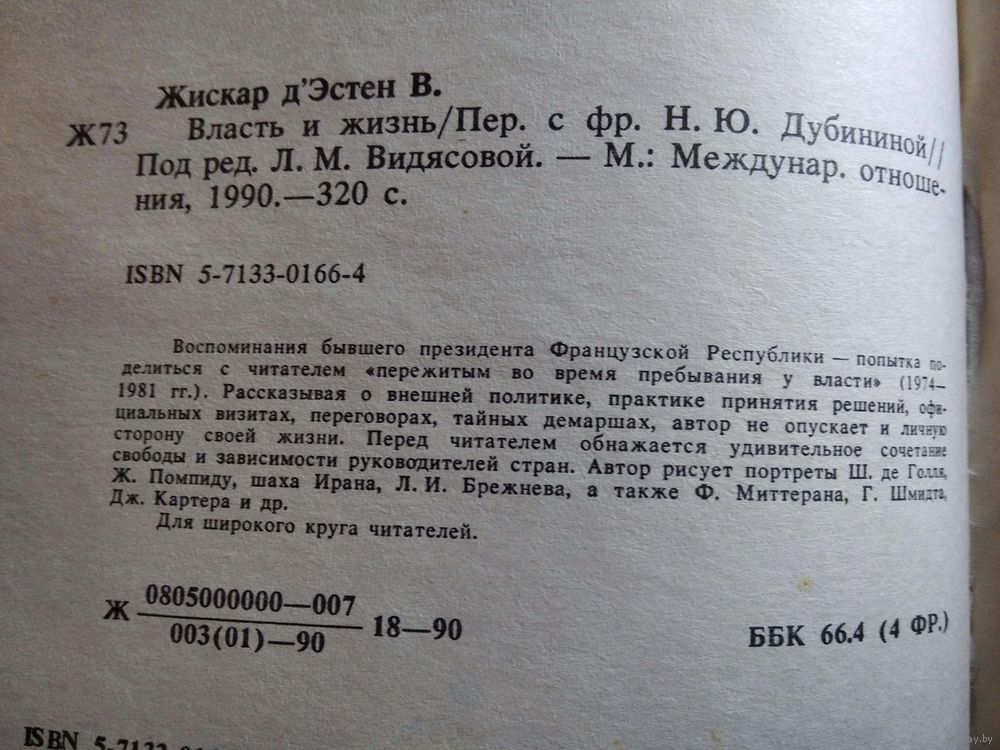 Жискар д'Эстен В.
Ж73 Власть и жизнь/Пер. с фр. Н. Ю. Дубининой//
Под ред. Л. М. Видясовой. — М.: Междунар. отноше-
ния, 1990.—320 с.
ISBN 5-7133-0166-4
Воспоминания бывшего президента Французской Республики — попытка по-
делиться с читателем «пережитым во время пребывания у власти» (1974—
1981 гг.). Рассказывая о внешней политике, практике принятия решений, офи-
циальных визитах, переговорах, тайных демаршах, автор не опускает и личную
сторону своей жизни. Перед читателем обнажается удивительное сочетание
свободы и зависимости руководителей стран. Автор рисует портреты Ш. де Голля,
Ж. Помпиду, шаха Ирана, Л. И. Брежнева, а также Ф. Миттерана, Г. Шмидта,
Дж. Картера и др.
Для широкого круга читателей.
Ж 0805000000—007
003(01)—90 18—90
ББК 66.4 (4 ФР.)
ISBN